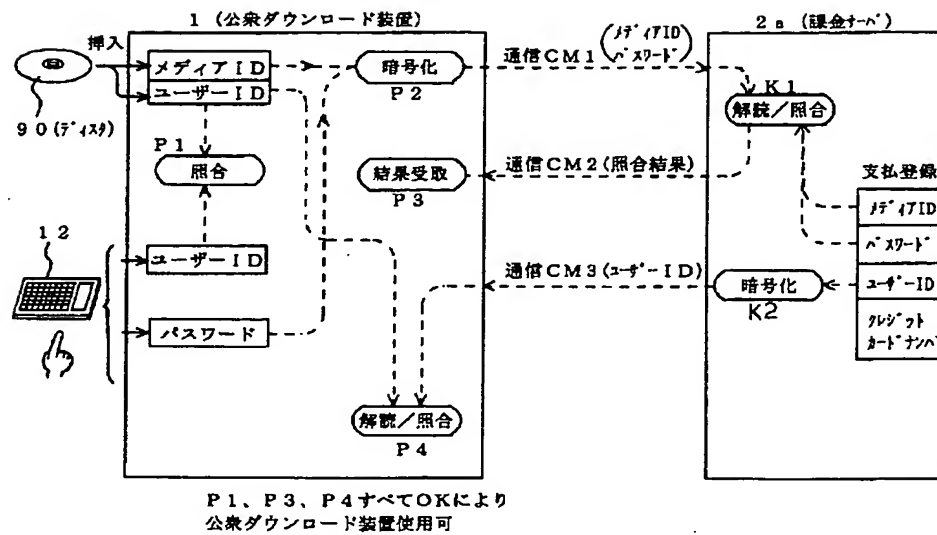 1 (公衆ダウンロード装置)
2a (課金サーバ)
挿入
メディアID
ユーザーID
90(ディスク)
暗号化
P2
通信CM1(メディアID
パスワード)
K1
解読/照合
P1
照合
結果受取
P3
通信CM2(照合結果)
支払登録
メディアID
パスワード
ユーザーID
クレジット
カードナンバ
12
ユーザーID
パスワード
通信CM3(ユーザーID)
暗号化
K2
解読/照合
P4
P1、P3、P4すべてOKにより
公衆ダウンロード装置使用可